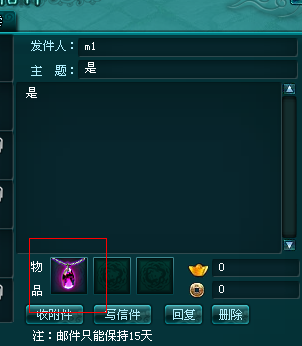 发件人： m1
主　题： 是
是
物品
0
0
收附件 写信件 回复 删除
注：邮件只能保持15天